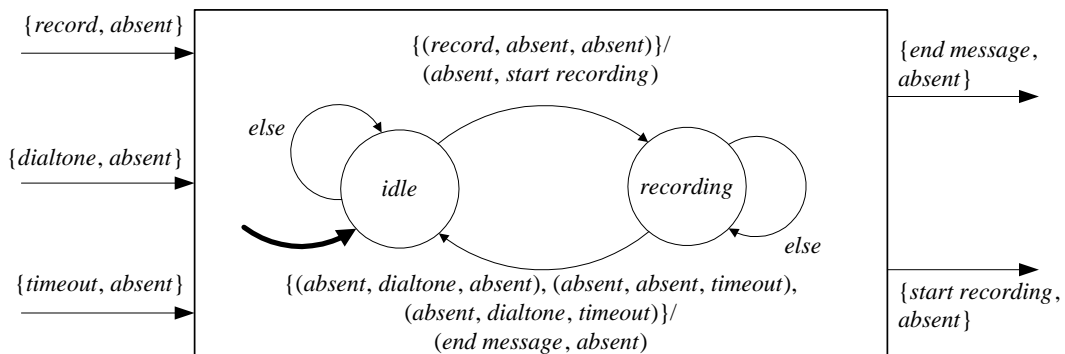 {record, absent}
{(record, absent, absent)}/
(absent, start recording)
{end message,
absent}
else
{dialtone, absent}
idle
recording
else
{timeout, absent}
{(absent, dialtone, absent), (absent, absent, timeout),
(absent, dialtone, timeout)}/
(end message, absent)
{start recording,
absent}